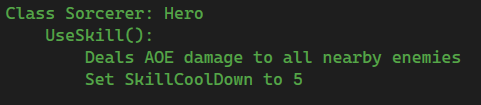 Class Sorcerer: Hero
    UseSkill():
        Deals AOE damage to all nearby enemies
        Set SkillCoolDown to 5